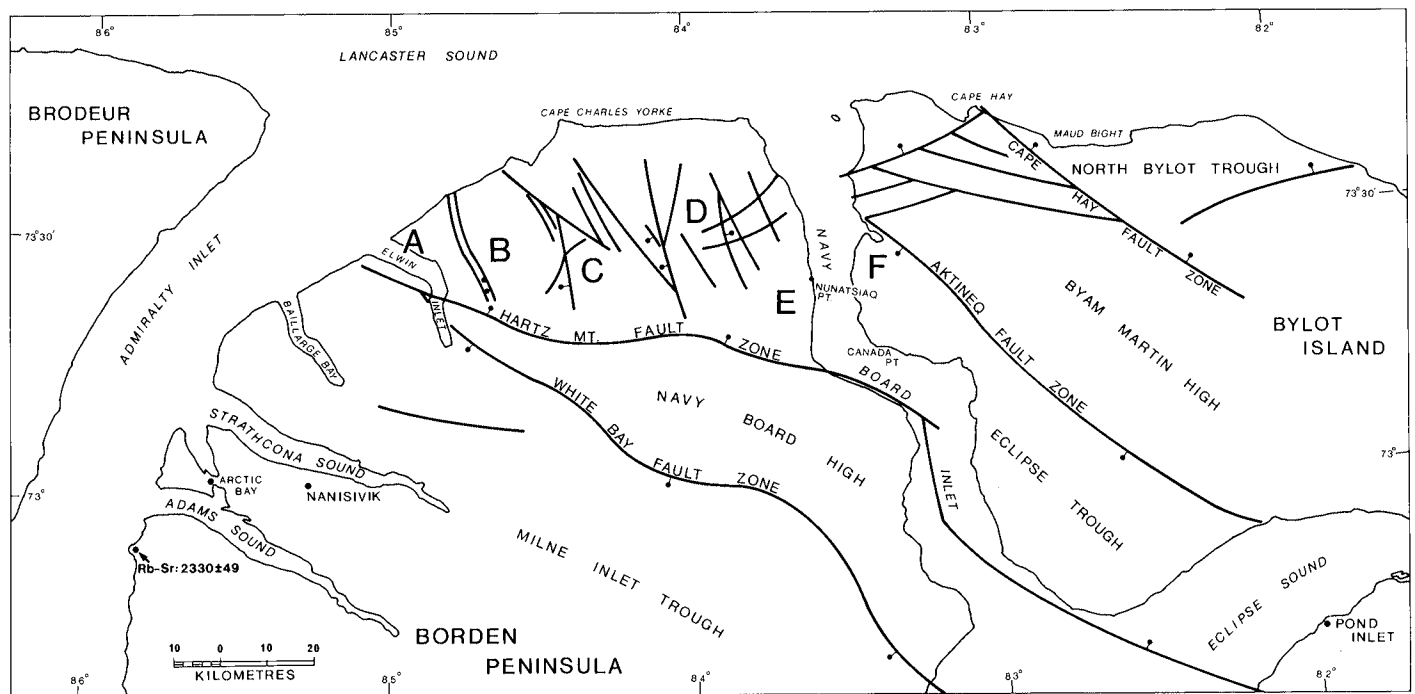 86°
85°
84°
83°
82°
LANCASTER SOUND
BRODEUR
PENINSULA
CAPE CHARLES YORKE
CAPE HAY
MAUD BIGHT
NORTH BYLOT TROUGH
73°30'
73°30'
CAPE HAY FAULT ZONE
ADMIRALTY INLET
A
B
C
D
E
F
ELWIN INLET
BAILLARGE BAY
NAVY BOARD INLET
NUNATSIAQ
PT.
CANADA
PT
HARTZ MT. FAULT ZONE
AKTINEQ FAULT ZONE
BYAM MARTIN HIGH
BYLOT
ISLAND
WHITE BAY FAULT ZONE
NAVY BOARD HIGH
ECLIPSE TROUGH
STRATHCONA SOUND
73°
73°
ARCTIC
BAY
NANISIVIK
ADAMS SOUND
MILNE INLET TROUGH
Rb-Sr: 2330±49
ECLIPSE SOUND
POND
INLET
BORDEN
PENINSULA
10 0 10 20
KILOMETRES
86°
85°
84°
83°
82°